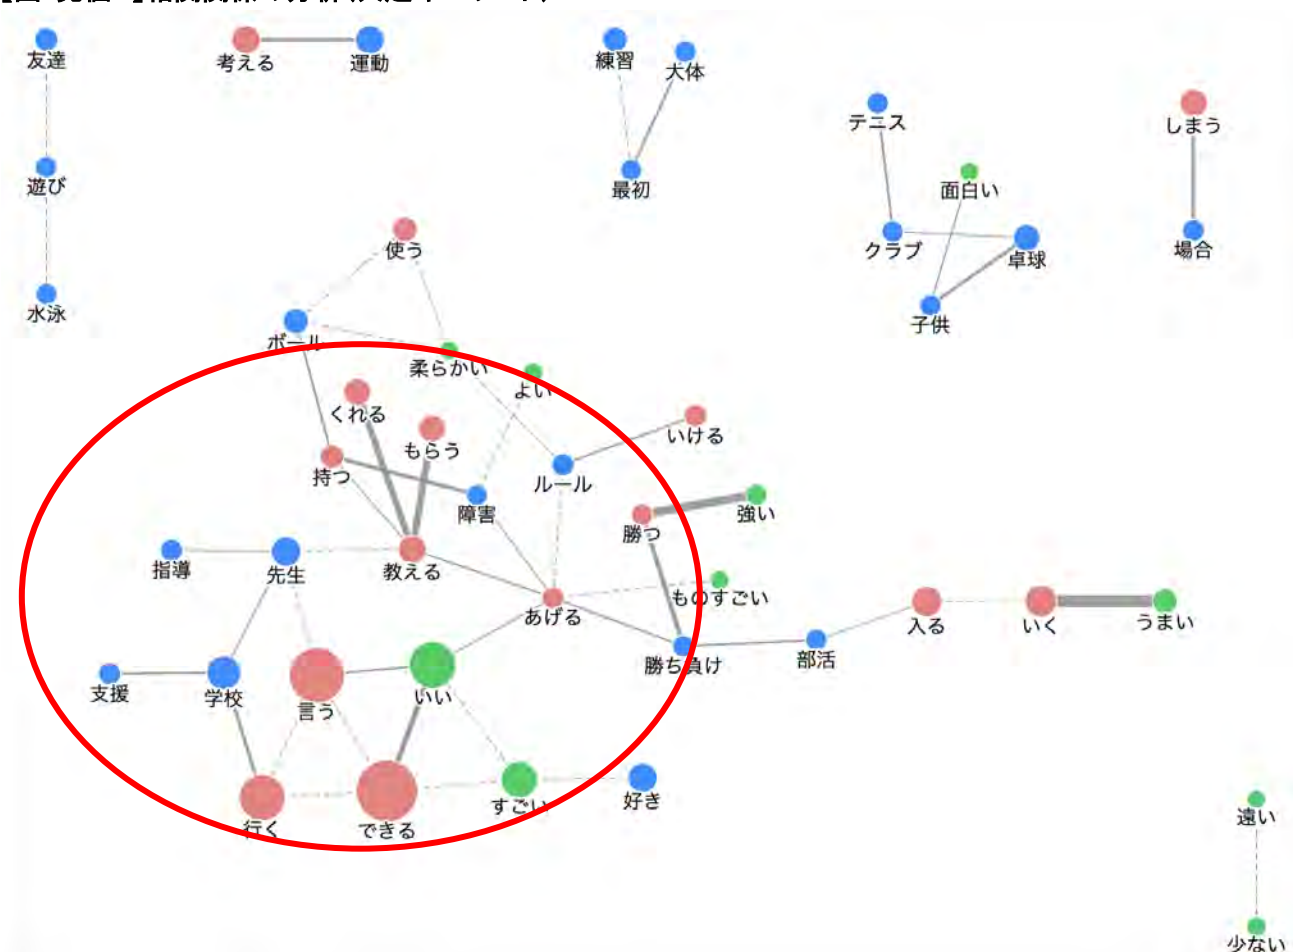 友達
考える
運動
練習
大体
テニス
しまう
遊び
最初
面白い
使う
クラブ
卓球
場合
水泳
子供
ボール
柔らかい
よい
くれる
いける
もらう
持つ
ルール
障害
強い
勝つ
指導
先生
教える
ものすごい
あげる
入る
いく
うまい
支援
学校
言う
いい
勝ち負け
部活
行く
できる
すごい
好き
遠い
少ない